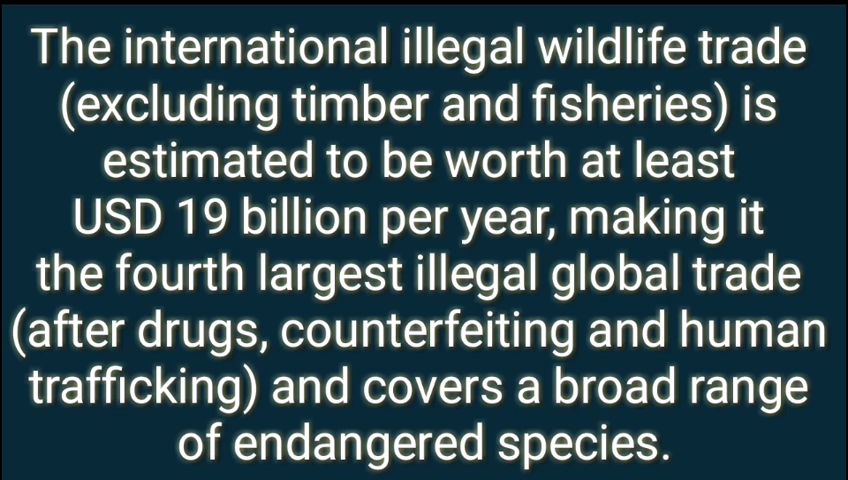 The international illegal wildlife trade
(excluding timber and fisheries) is
estimated to be worth at least
USD 19 billion per year, making it
the fourth largest illegal global trade
(after drugs, counterfeiting and human
trafficking) and covers a broad range
of endangered species.